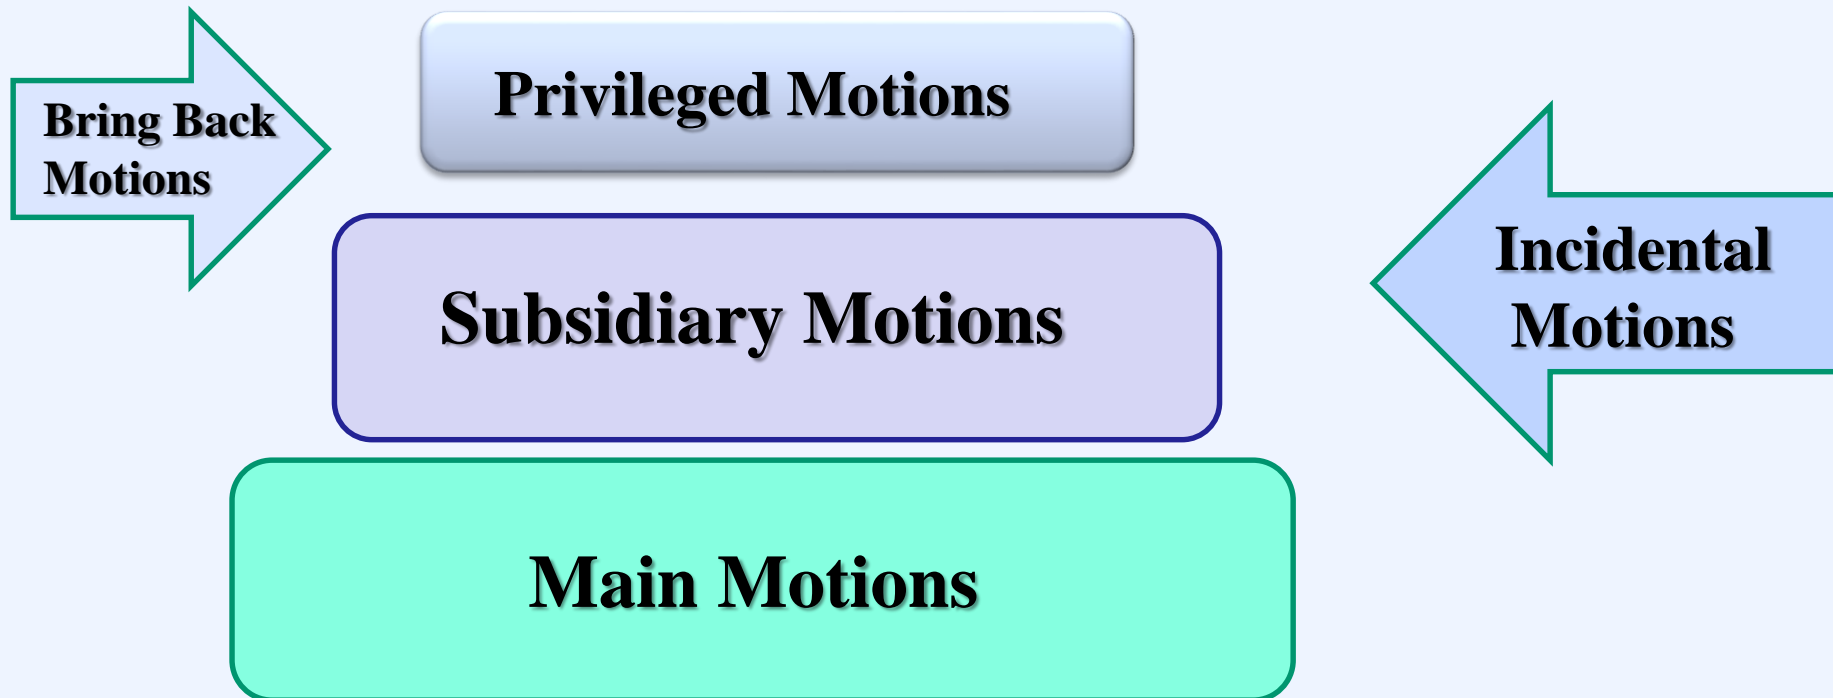 Privileged Motions
Bring Back
Motions
Incidental
Motions
Subsidiary Motions
Main Motions